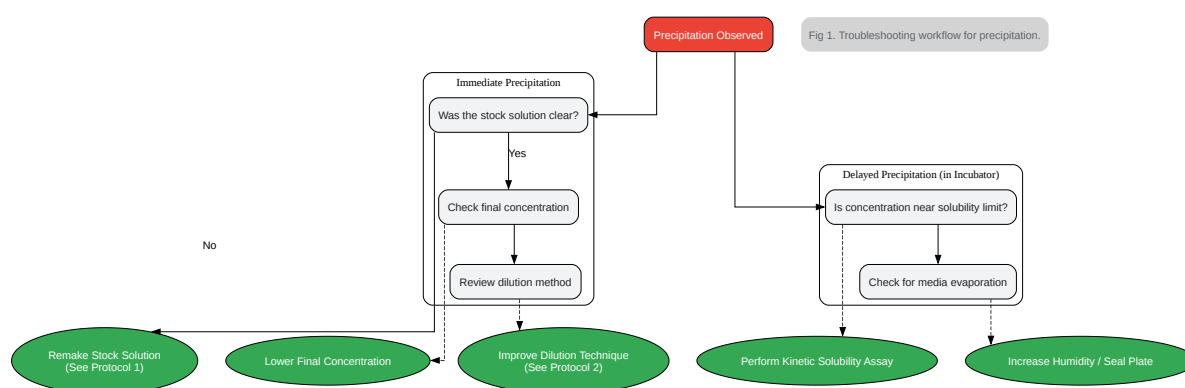 Precipitation Observed
Fig 1. Troubleshooting workflow for precipitation.
Immediate Precipitation
Was the stock solution clear?
Yes
Check final concentration
Review dilution method
No
Delayed Precipitation (in Incubator)
Is concentration near solubility limit?
Check for media evaporation
Remake Stock Solution
(See Protocol 1)
Lower Final Concentration
Improve Dilution Technique
(See Protocol 2)
Perform Kinetic Solubility Assay
Increase Humidity / Seal Plate